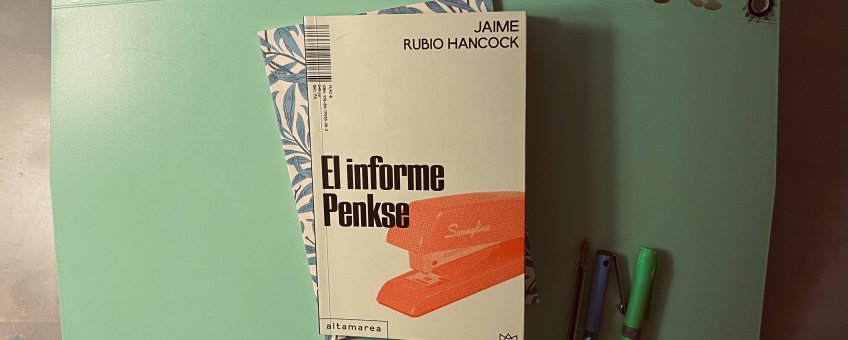 JAIME
RUBIO HANCOCK
El informe
Penkse
Swingline
altamarea